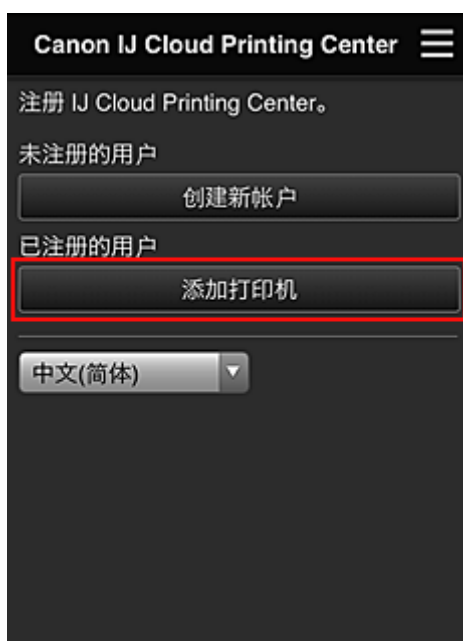 Canon IJ Cloud Printing Center
注册 IJ Cloud Printing Center。
未注册的用户
创建新帐户
已注册的用户
添加打印机
中文(简体)